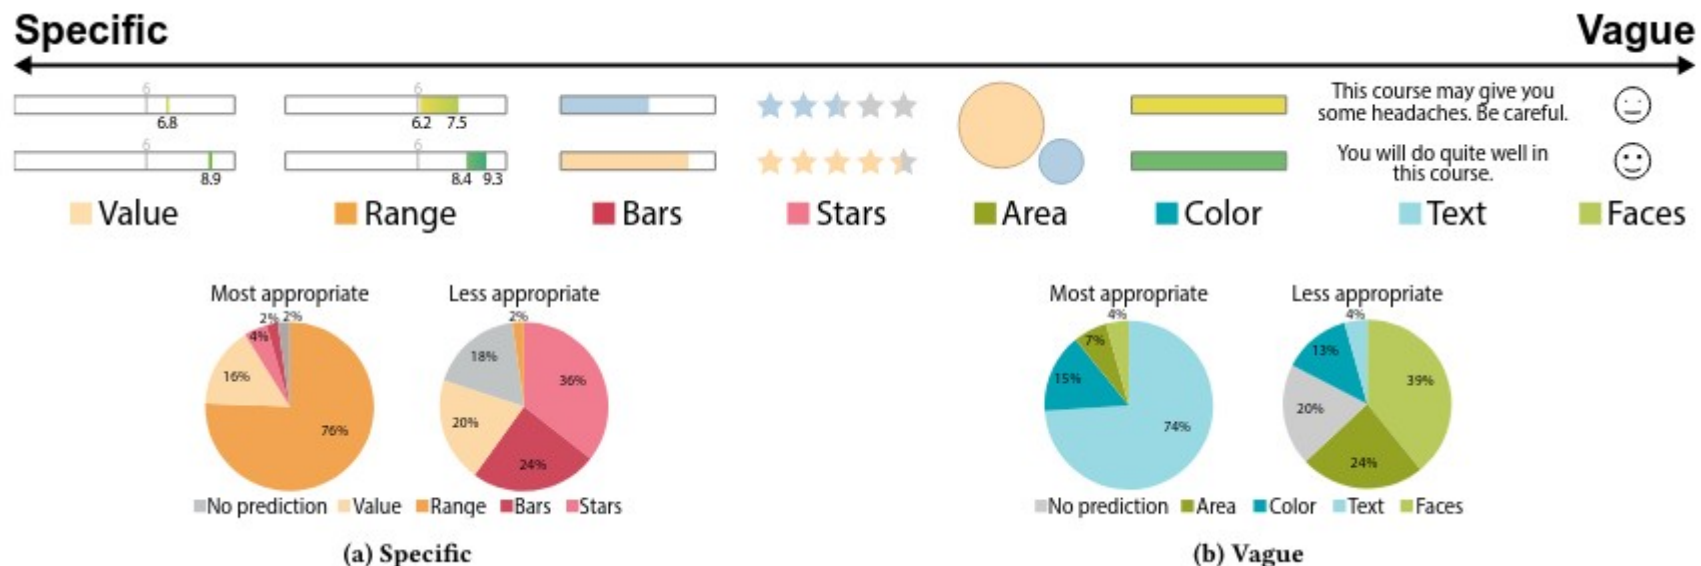 Specific Vague
6 6
6.8 6.2 7.5
This course may give you
some headaches. Be careful.
6 6
8.9 8.4 9.3
You will do quite well in
this course.
Value Range Bars Stars Area Color Text Faces
Most appropriate Less appropriate Most appropriate Less appropriate
2% 2% 2% 4% 4%
4% 18% 7% 13%
16% 36% 15% 39%
20% 20%
76% 74%
24% 24%
No prediction Value Range Bars Stars
No prediction Area Color Text Faces
(a) Specific (b) Vague